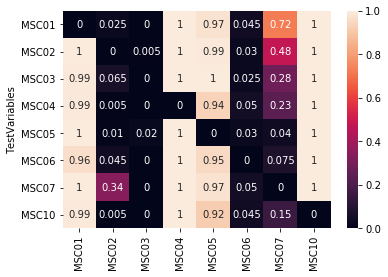 MSC01 0 0.025 0 1 0.97 0.045 0.72 1 1.0
MSC02 1 0 0.005 1 0.99 0.03 0.48 1 0.8
MSC03 0.99 0.065 0 1 1 0.025 0.28 1
MSC04 0.99 0.005 0 0 0.94 0.05 0.23 1 0.6
MSC05 1 0.01 0.02 1 0 0.03 0.04 1 0.4
MSC06 0.96 0.045 0 1 0.95 0 0.075 1
MSC07 1 0.34 0 1 0.97 0.05 0 1 0.2
MSC10 0.99 0.005 0 1 0.92 0.045 0.15 0 0.0
TestVariables
MSC01 MSC02 MSC03 MSC04 MSC05 MSC06 MSC07 MSC10